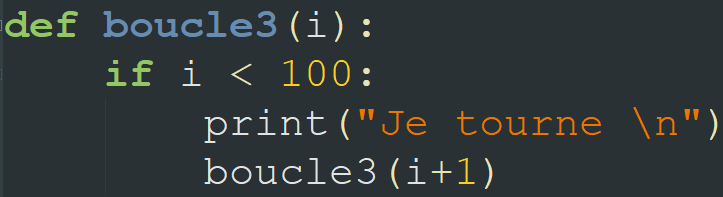 def boucle3(i):
    if i < 100:
        print("Je tourne \n")
        boucle3(i+1)